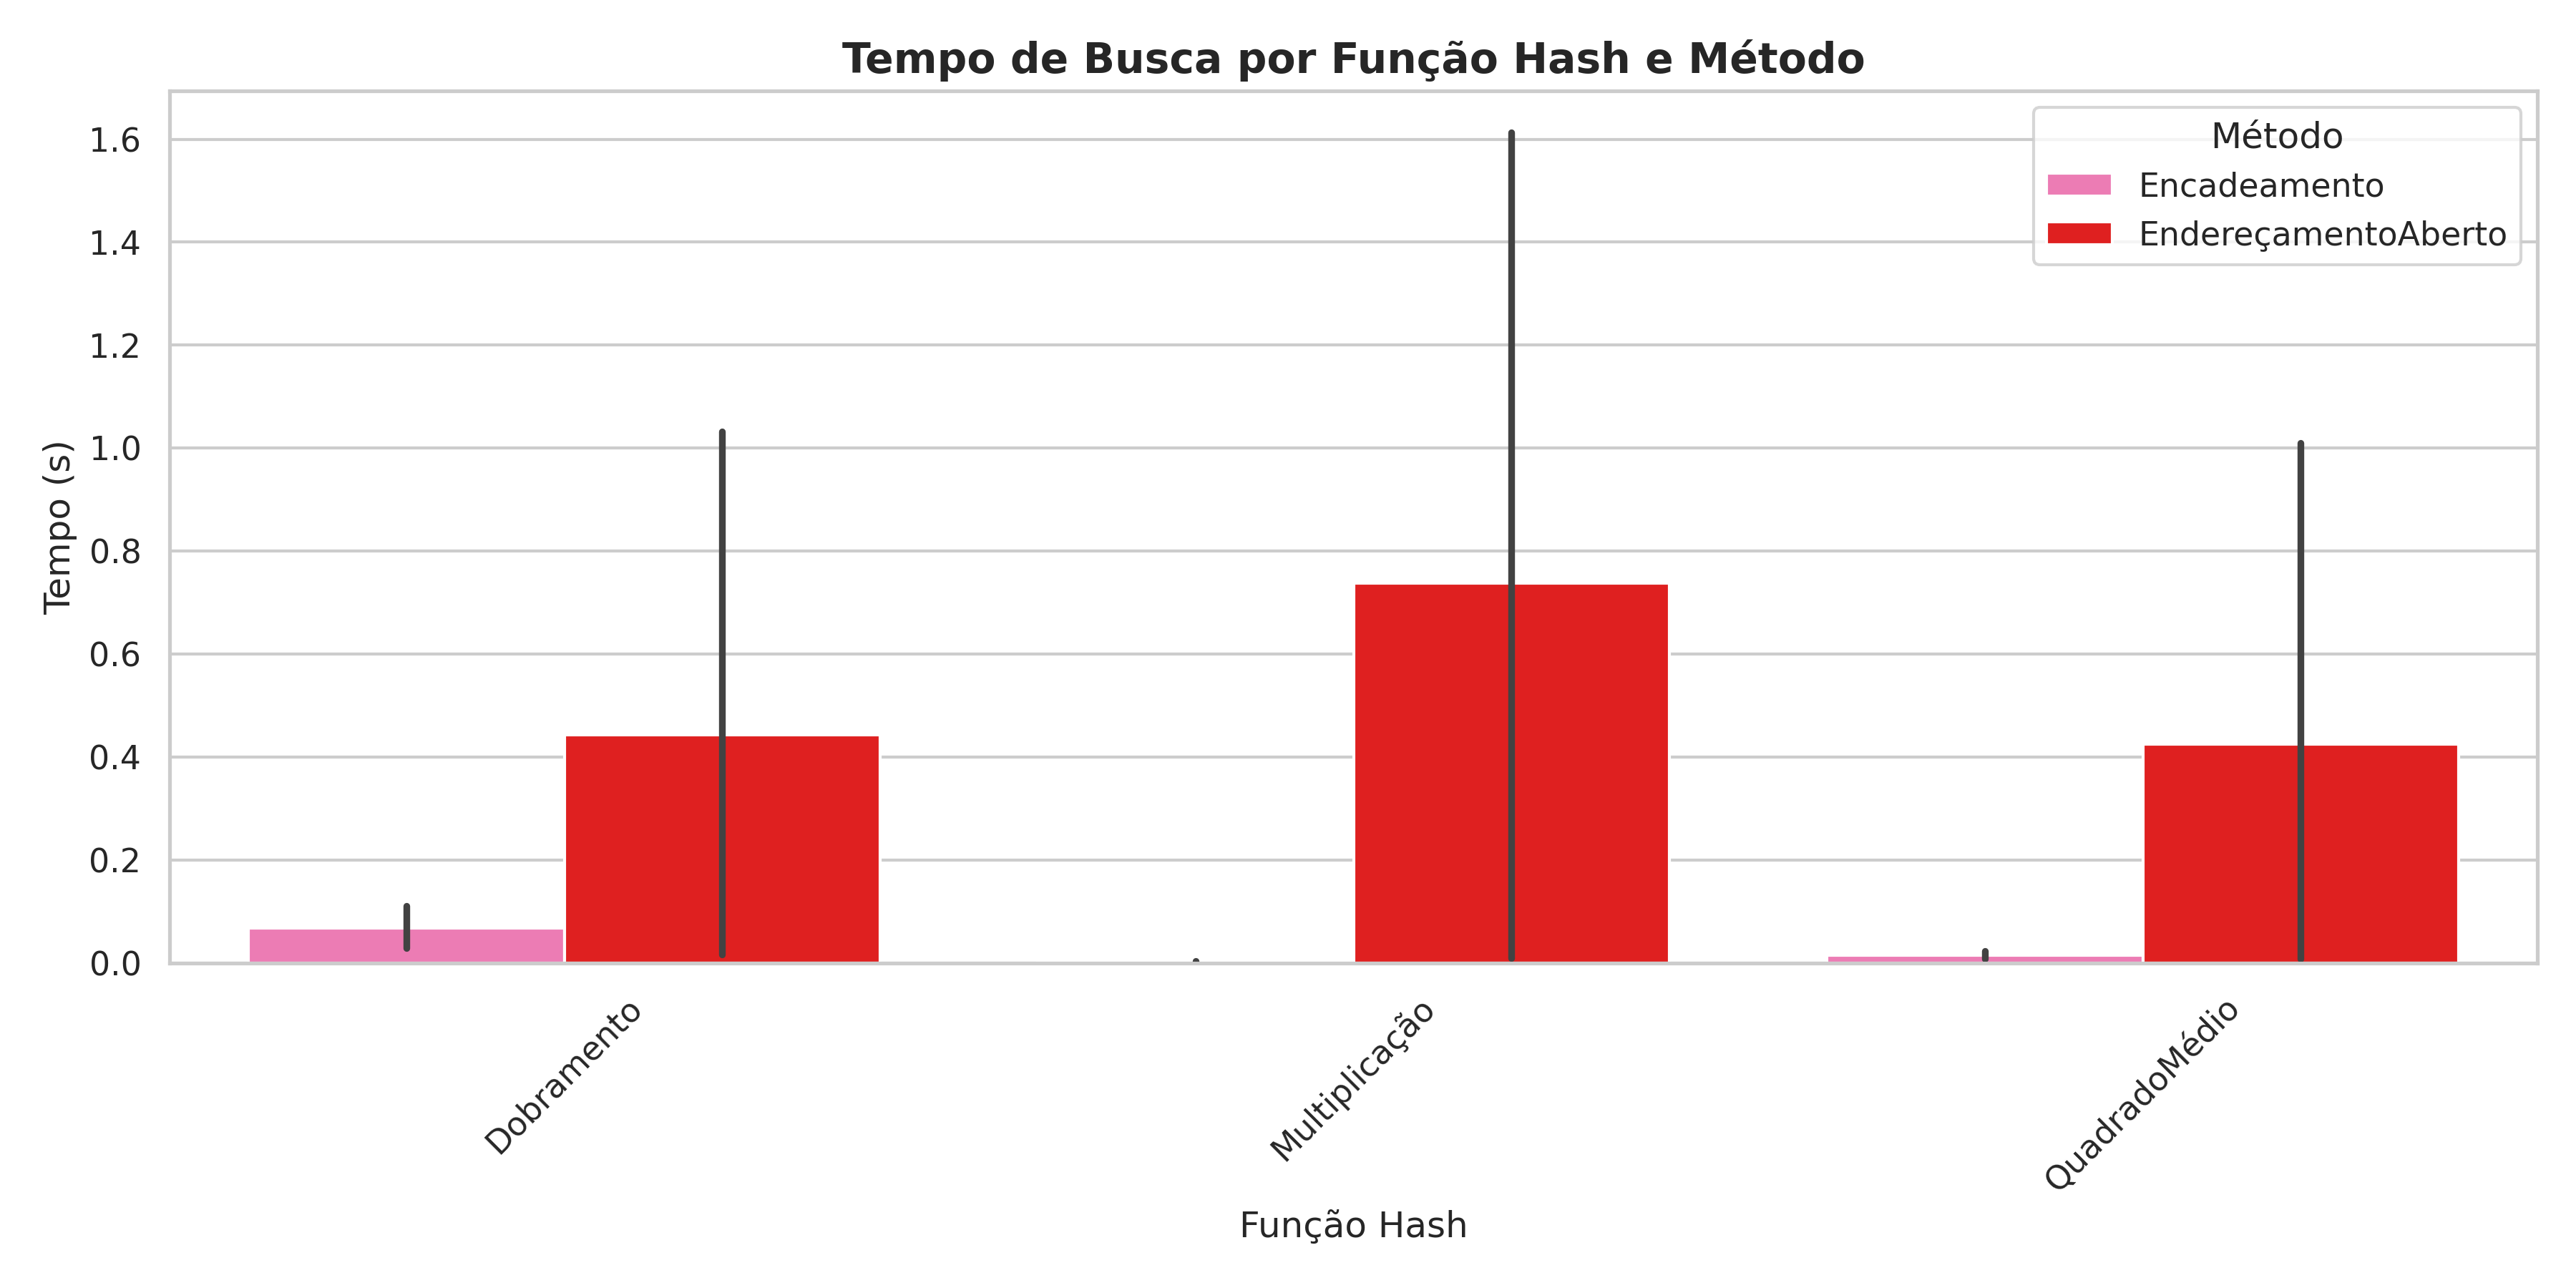 Tempo de Busca por Função Hash e Método
Método
Encadeamento
EndereçamentoAberto
Tempo (s)
1.6
1.4
1.2
1.0
0.8
0.6
0.4
0.2
0.0
Dobramento
Multiplicação
QuadradoMédio
Função Hash